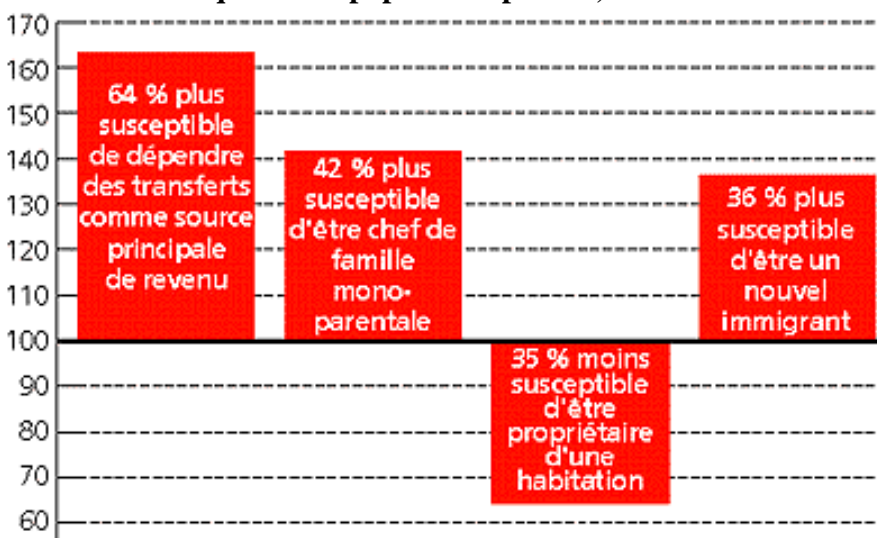 170
160
150
140
130
120
110
100
90
80
70
60
64 % plus
susceptible
de dépendre
des transferts
comme source
principale
de revenu
42 % plus
susceptible
d'être chef de
famille
mono-
parentale
35 % moins
susceptible
d'être
propriétaire
d'une
habitation
36 % plus
susceptible
d'être un
nouvel
immigrant